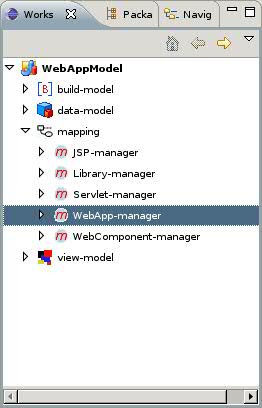 Works Packa Navig
WebAppModel
[B] build-model
data-model
mapping
m JSP-manager
m Library-manager
m Servlet-manager
m WebApp-manager
m WebComponent-manager
view-model